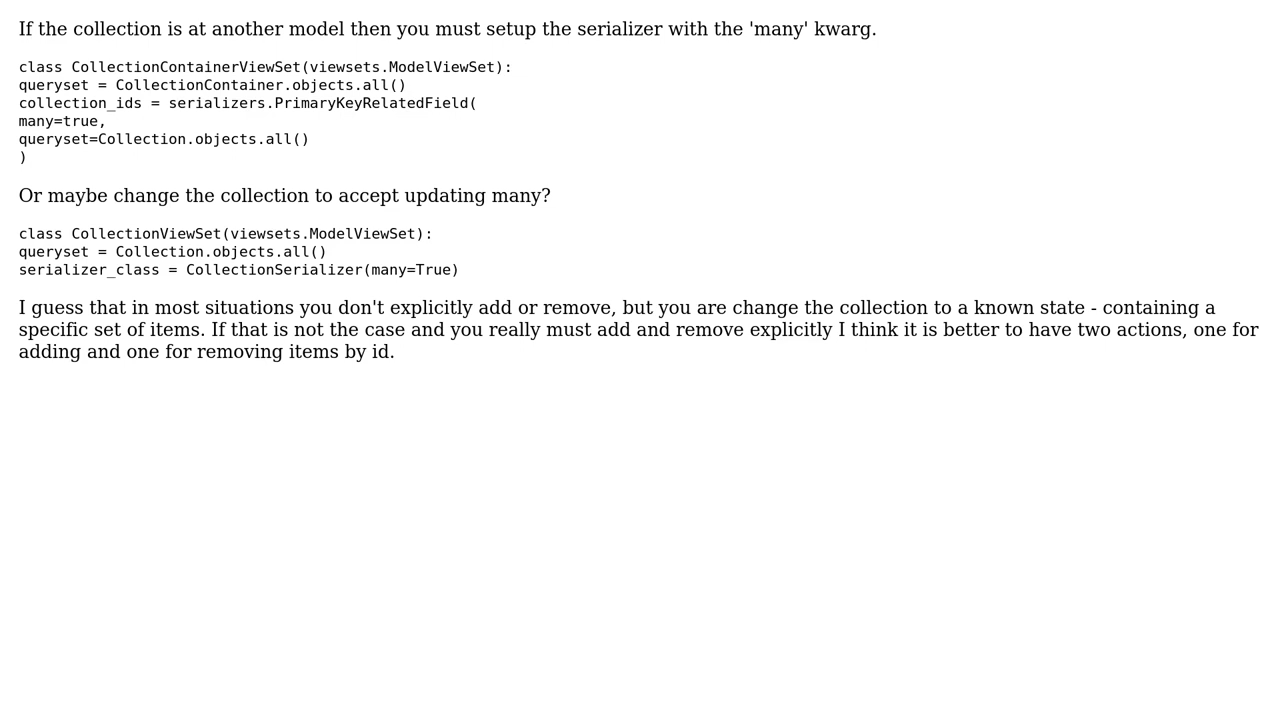 If the collection is at another model then you must setup the serializer with the 'many' kwarg.
class CollectionContainerViewSet(viewsets.ModelViewSet):
queryset = CollectionContainer.objects.all()
collection_ids = serializers.PrimaryKeyRelatedField(
many=true,
queryset=Collection.objects.all()
)
Or maybe change the collection to accept updating many?
class CollectionViewSet(viewsets.ModelViewSet):
queryset = Collection.objects.all()
serializer_class = CollectionSerializer(many=True)
I guess that in most situations you don't explicitly add or remove, but you are change the collection to a known state - containing a
specific set of items. If that is not the case and you really must add and remove explicitly I think it is better to have two actions, one for
adding and one for removing items by id.